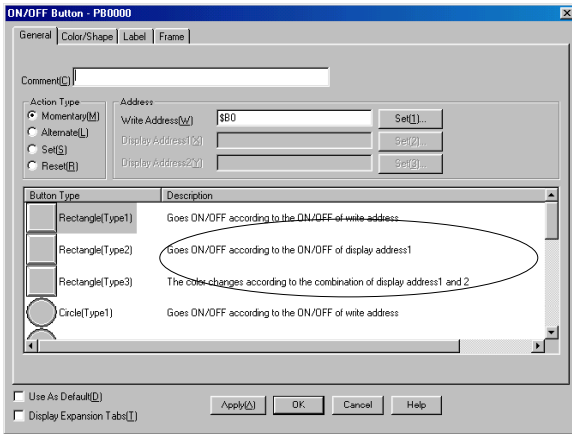 ON/OFF Button - PB0000
General Color/Shape Label Frame
Comment(C)
Action Type
Momentary(M)
Alternate(L)
Set(S)
Reset(R)
Address
Write Address(W) $B0 Set(1)...
Display Address1(X) Set(2)...
Display Address2(Y) Set(3)...
Button Type Description
Rectangle(Type1) Goes ON/OFF according to the ON/OFF of write address
Rectangle(Type2) Goes ON/OFF according to the ON/OFF of display address1
Rectangle(Type3) The color changes according to the combination of display address1 and 2
Circle(Type1) Goes ON/OFF according to the ON/OFF of write address
Use As Default(D)
Display Expansion Tabs(T)
Apply(A) OK Cancel Help